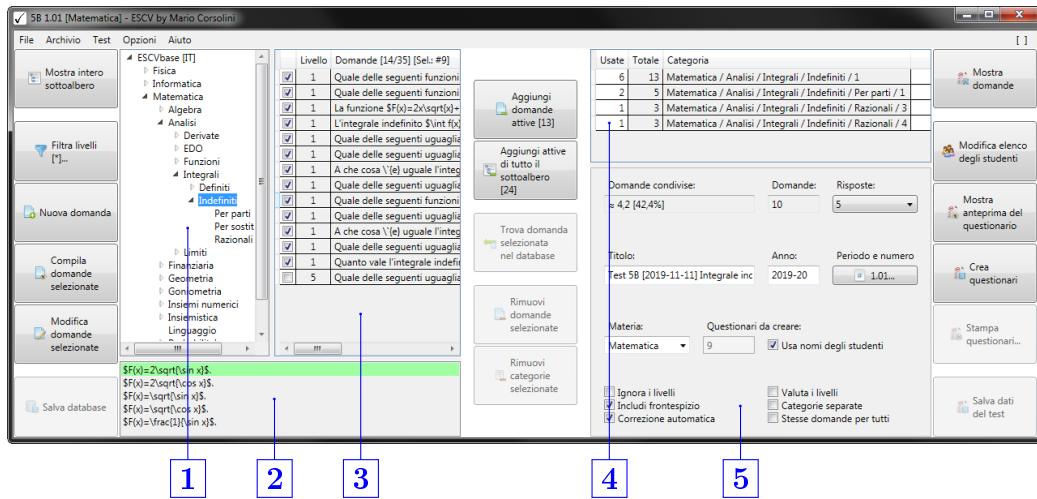 5B 1.01 [Matematica] - ESCV by Mario Corsolini
File Archivio Test Opzioni Aiuto [ ]
Mostra intero
sottoalbero
Filtra livelli
[*]...
Nuova domanda
Compila
domande
selezionate
Modifica
domande
selezionate
Salva database
ESCVbase [IT]
Fisica
Informatica
Matematica
Algebra
Analisi
Derivate
EDO
Funzioni
Integrali
Definiti
Indefiniti
Per parti
Per sostit
Razionali
Limiti
Finanziaria
Geometria
Goniometria
Insiemi numerici
Insiemistica
Linguaggio
Livello Domande [14/35] [Sel.: #9]
1 Quale delle seguenti funzioni
1 Quale delle seguenti funzioni
1 La funzione $F(x)=2x\sqrt{x}+
1 L'integrale indefinito $\int f(x)
1 Quale delle seguenti uguaglia
1 Quale delle seguenti uguaglia
1 A che cosa \`{e} uguale l'integ
1 Quale delle seguenti uguaglia
1 Quale delle seguenti funzioni
1 Quale delle seguenti uguaglia
1 A che cosa \`{e} uguale l'integ
1 Quale delle seguenti uguaglia
1 Quanto vale l'integrale indefin
5 Quale delle seguenti uguaglia
$F(x)=2\sqrt{\sin x}$.
$F(x)=2\sqrt{\cos x}$.
$F(x)=\sqrt{\sin x}$.
$F(x)=\sqrt{\cos x}$.
$F(x)=\frac{1}{\sin x}$.
Aggiungi
domande
attive [13]
Aggiungi attive
di tutto il
sottoalbero
[24]
Trova domanda
selezionata
nel database
Rimuovi
domande
selezionate
Rimuovi
categorie
selezionate
Usate Totale Categoria
6 13 Matematica / Analisi / Integrali / Indefiniti / 1
2 5 Matematica / Analisi / Integrali / Indefiniti / Per parti / 1
1 3 Matematica / Analisi / Integrali / Indefiniti / Razionali / 3
1 3 Matematica / Analisi / Integrali / Indefiniti / Razionali / 4
Domande condivise: Domande: Risposte:
≈ 4,2 [42,4%] 10 5
Titolo: Anno: Periodo e numero
Test 5B [2019-11-11] Integrale inc 2019-20 # 1.01...
Materia: Questionari da creare:
Matematica 9 Usa nomi degli studenti
Ignora i livelli Valuta i livelli
Includi frontespizio Categorie separate
Correzione automatica Stesse domande per tutti
Mostra
domande
Modifica elenco
degli studenti
Mostra
anteprima del
questionario
Crea
questionari
Stampa
questionari...
Salva dati
del test
1 2 3 4 5